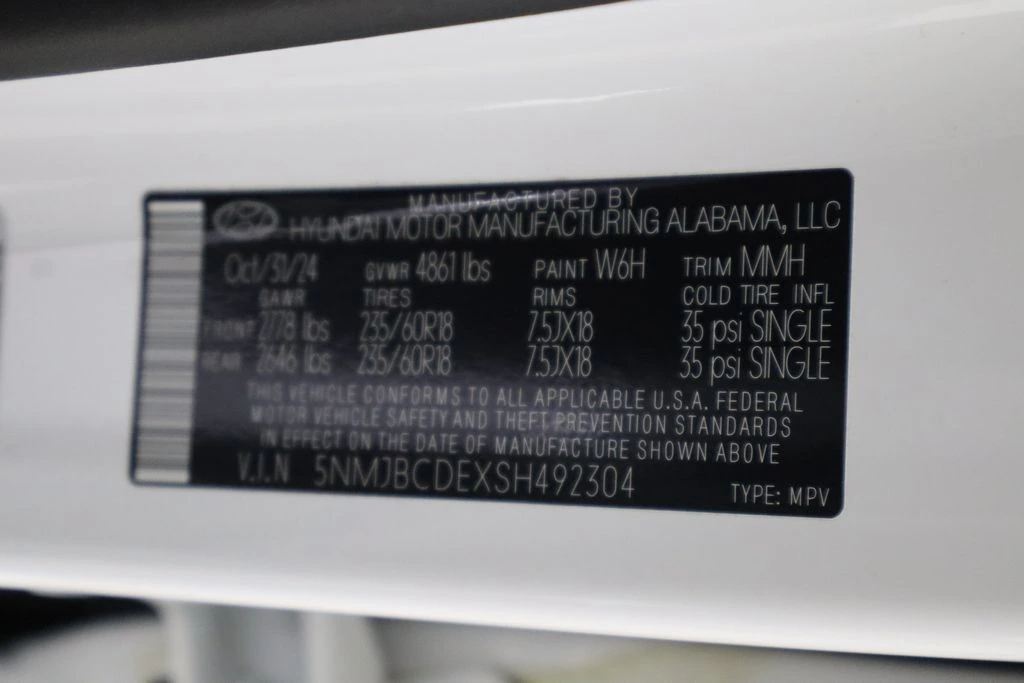 MANUFACTURED BY
HYUNDAI MOTOR MANUFACTURING ALABAMA, LLC
Oct/31/24 GVWR 4861 lbs PAINT W6H TRIM MMH
GAWR TIRES RIMS COLD TIRE INFL
FRONT 2778 lbs 235/60R18 7.5JX18 35 psi SINGLE
REAR 2646 lbs 235/60R18 7.5JX18 35 psi SINGLE
THIS VEHICLE CONFORMS TO ALL APPLICABLE U.S.A. FEDERAL
MOTOR VEHICLE SAFETY AND THEFT PREVENTION STANDARDS
IN EFFECT ON THE DATE OF MANUFACTURE SHOWN ABOVE
V.I.N 5NMJBCDEXSH492304
TYPE: MPV